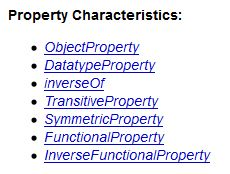 Property Characteristics:
ObjectProperty
DatatypeProperty
inverseOf
TransitiveProperty
SymmetricProperty
FunctionalProperty
InverseFunctionalProperty